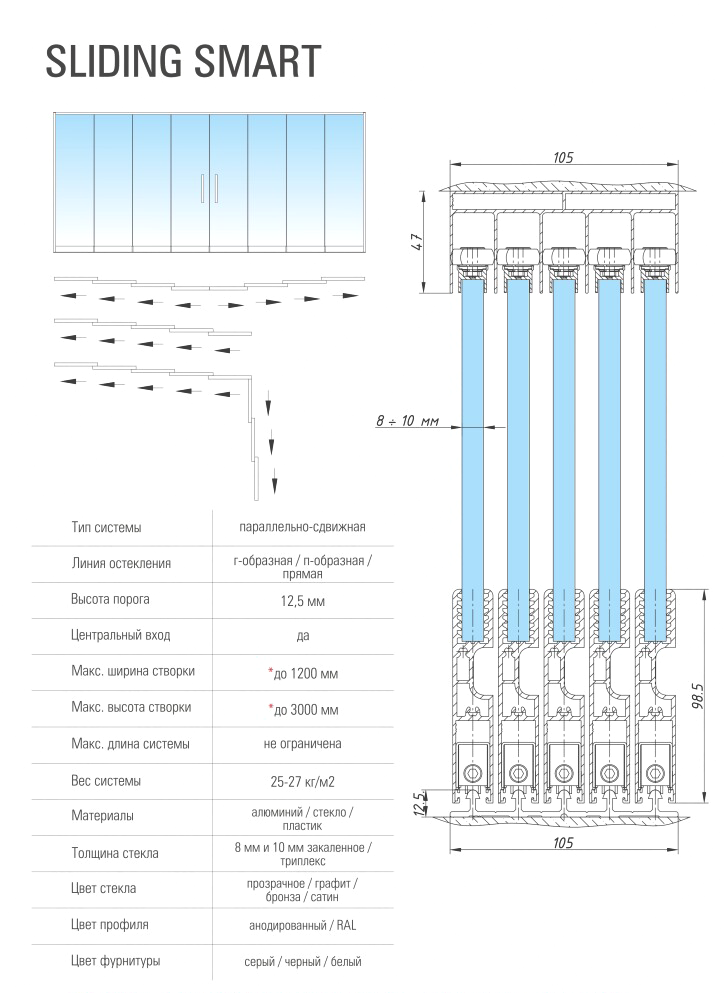 SLIDING SMART
105
47
8 ÷ 10 мм
98.5
12.5
105
Тип системы
параллельно-сдвижная
Линия остекления
г-образная / п-образная /
прямая
Высота порога
12,5 мм
Центральный вход
да
Макс. ширина створки
*до 1200 мм
Макс. высота створки
*до 3000 мм
Макс. длина системы
не ограничена
Вес системы
25-27 кг/м2
Материалы
алюминий / стекло /
пластик
Толщина стекла
8 мм и 10 мм закаленное /
триплекс
Цвет стекла
прозрачное / графит /
бронза / сатин
Цвет профиля
анодированный / RAL
Цвет фурнитуры
серый / черный / белый